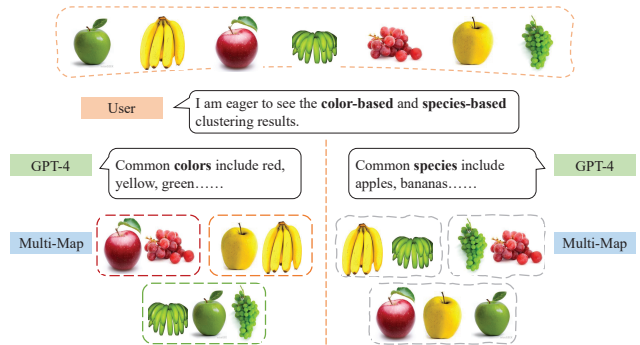 User
I am eager to see the color-based and species-based
clustering results.
GPT-4
Common colors include red,
yellow, green......
Common species include
apples, bananas......
GPT-4
Multi-Map
Multi-Map